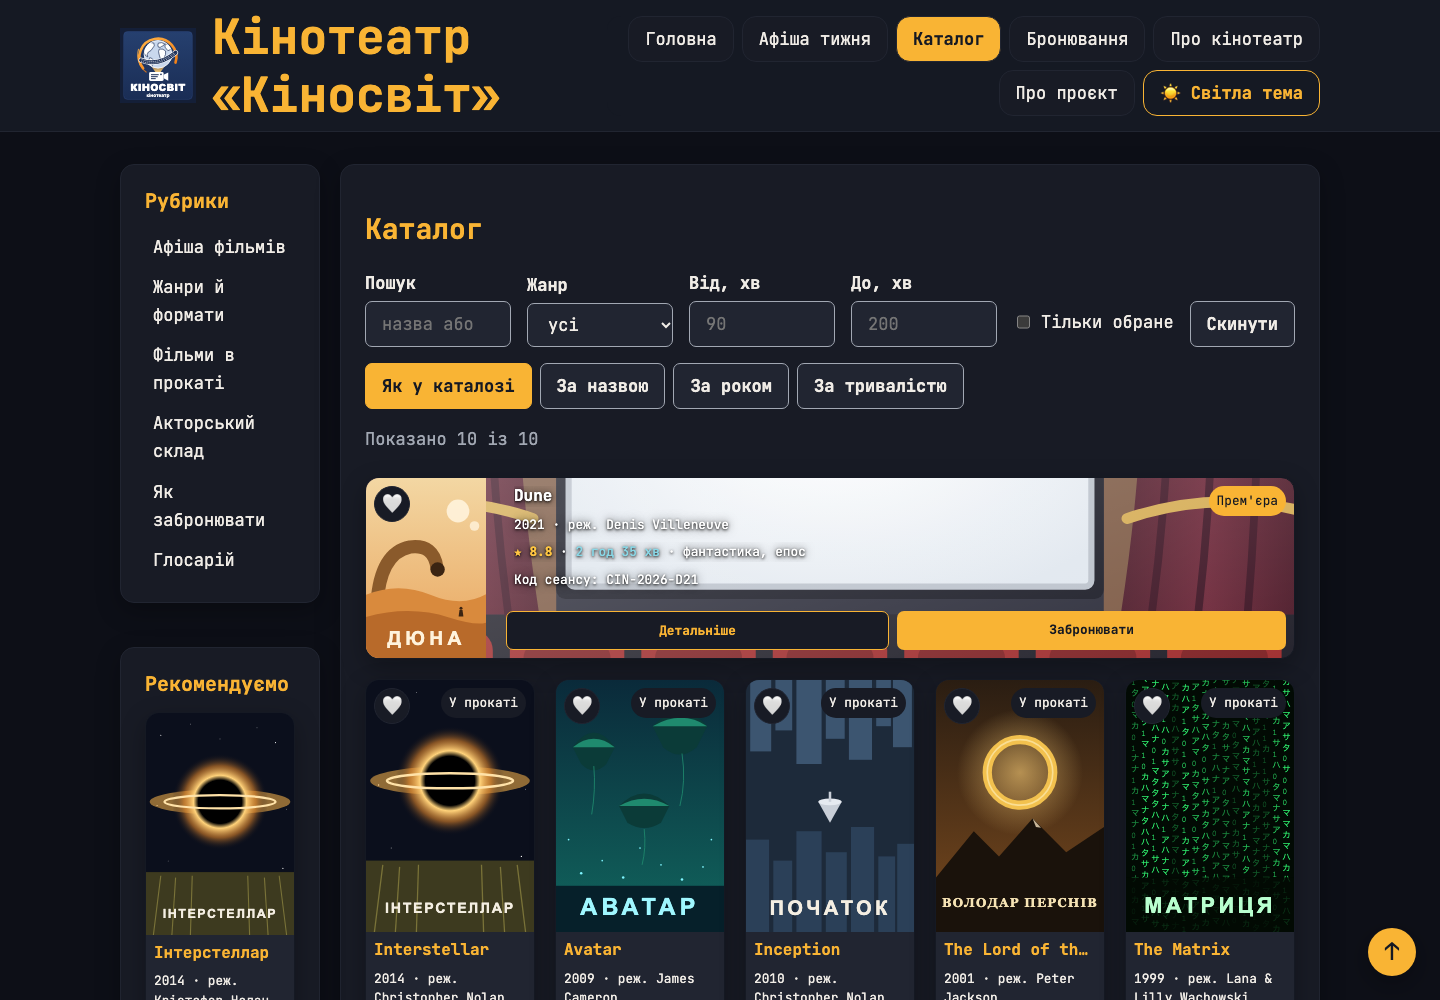 КІНОСВІТ
кінотеатр
Кінотеатр
«Кіносвіт»
Головна
Афіша тижня
Каталог
Бронювання
Про кінотеатр
Про проєкт
☀️ Світла тема
Рубрики
Афіша фільмів
Жанри й
формати
Фільми в
прокаті
Акторський
склад
Як
забронювати
Глосарій
Рекомендуємо
ІНТЕРСТЕЛЛАР
Інтерстеллар
2014 · реж.
Каталог
Пошук
назва або
Жанр
усі
Від, хв
90
До, хв
200
Тільки обране
Скинути
Як у каталозі
За назвою
За роком
За тривалістю
Показано 10 із 10
ДЮНА
Dune
2021 · реж. Denis Villeneuve
★ 8.8 · 2 год 35 хв · фантастика, епос
Код сеансу: CIN-2026-D21
Прем'єра
Детальніше
Забронювати
У прокаті
ІНТЕРСТЕЛЛАР
Interstellar
2014 · реж.
Christopher Nolan
У прокаті
АВАТАР
Avatar
2009 · реж. James
Cameron
У прокаті
ПОЧАТОК
Inception
2010 · реж.
Christopher Nolan
У прокаті
ВОЛОДАР ПЕРСНІВ
The Lord of th…
2001 · реж. Peter
Jackson
У прокаті
МАТРИЦЯ
The Matrix
1999 · реж. Lana &
Lilly Wachowski